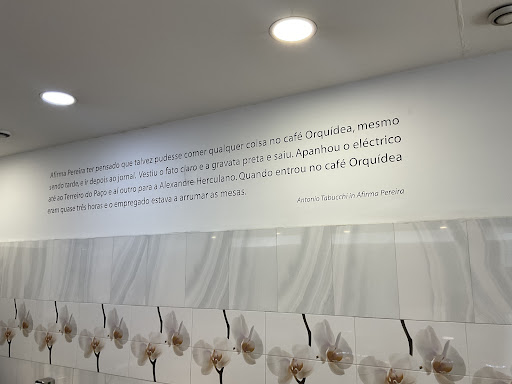 Afirma Pereira ter pensado que talvez pudesse comer qualquer coisa no café Orquídea, mesmo
sendo tarde, e ir depois ao jornal. Vestiu o fato claro e a gravata preta e saiu. Apanhou o eléctrico
até ao Terreiro do Paço e aí outro para a Alexandre Herculano. Quando entrou no café Orquídea
eram quase três horas e o empregado estava a arrumar as mesas.
Antonio Tabucchi in Afirma Pereira